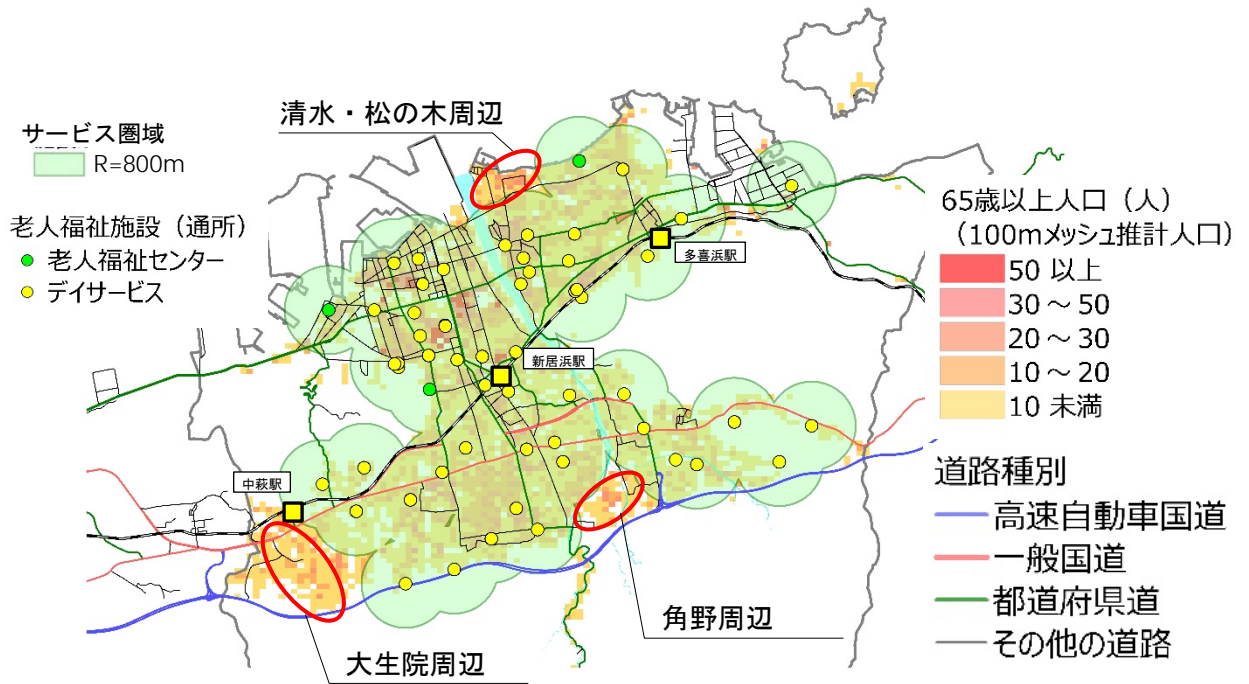 清水・松の木周辺
サービス圏域
R=800m
老人福祉施設（通所）
老人福祉センター
デイサービス
多喜浜駅
新居浜駅
中萩駅
角野周辺
大生院周辺
65歳以上人口（人）
（100mメッシュ推計人口）
50 以上
30～50
20～30
10～20
10 未満
道路種別
高速自動車国道
一般国道
都道府県道
その他の道路